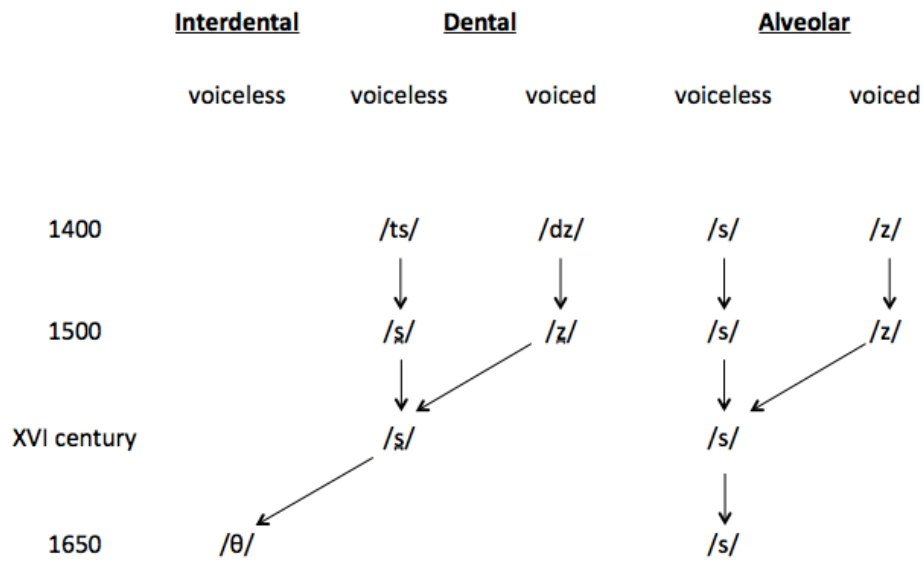 Interdental Dental Alveolar
voiceless voiceless voiced voiceless voiced
1400 /ts/ /dz/ /s/ /z/
1500 /s̪/ /z̪/ /s/ /z/
XVI century /s̪/ /s/
1650 /θ/ /s/